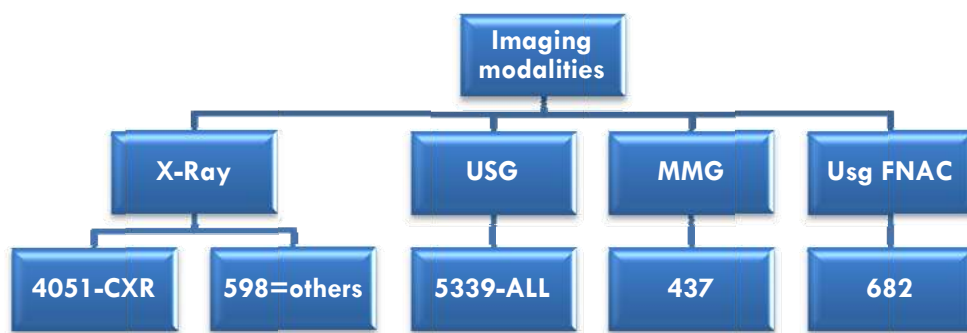 Imaging
modalities
X-Ray
USG
MMG
Usg FNAC
4051-CXR
598=others
5339-ALL
437
682